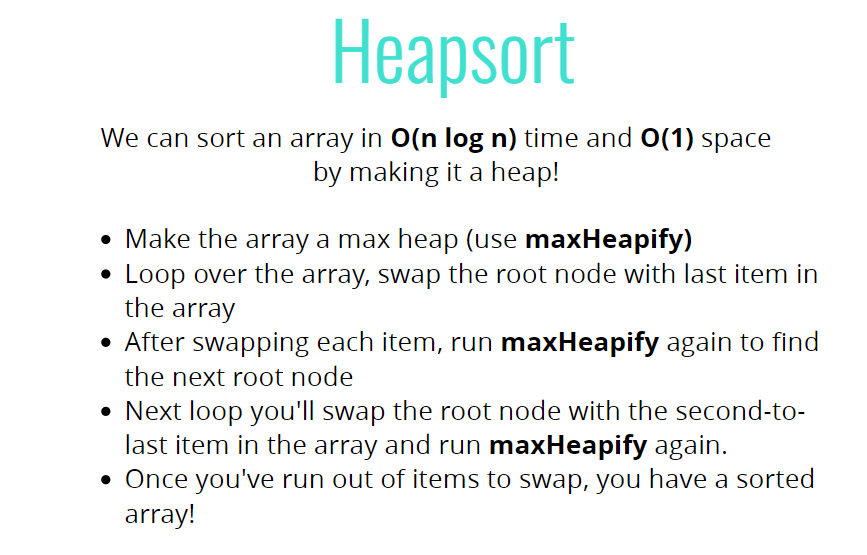 Heapsort
We can sort an array in O(n log n) time and O(1) space
by making it a heap!
• Make the array a max heap (use maxHeapify)
• Loop over the array, swap the root node with last item in
the array
• After swapping each item, run maxHeapify again to find
the next root node
• Next loop you'll swap the root node with the second-to-
last item in the array and run maxHeapify again.
• Once you've run out of items to swap, you have a sorted
array!